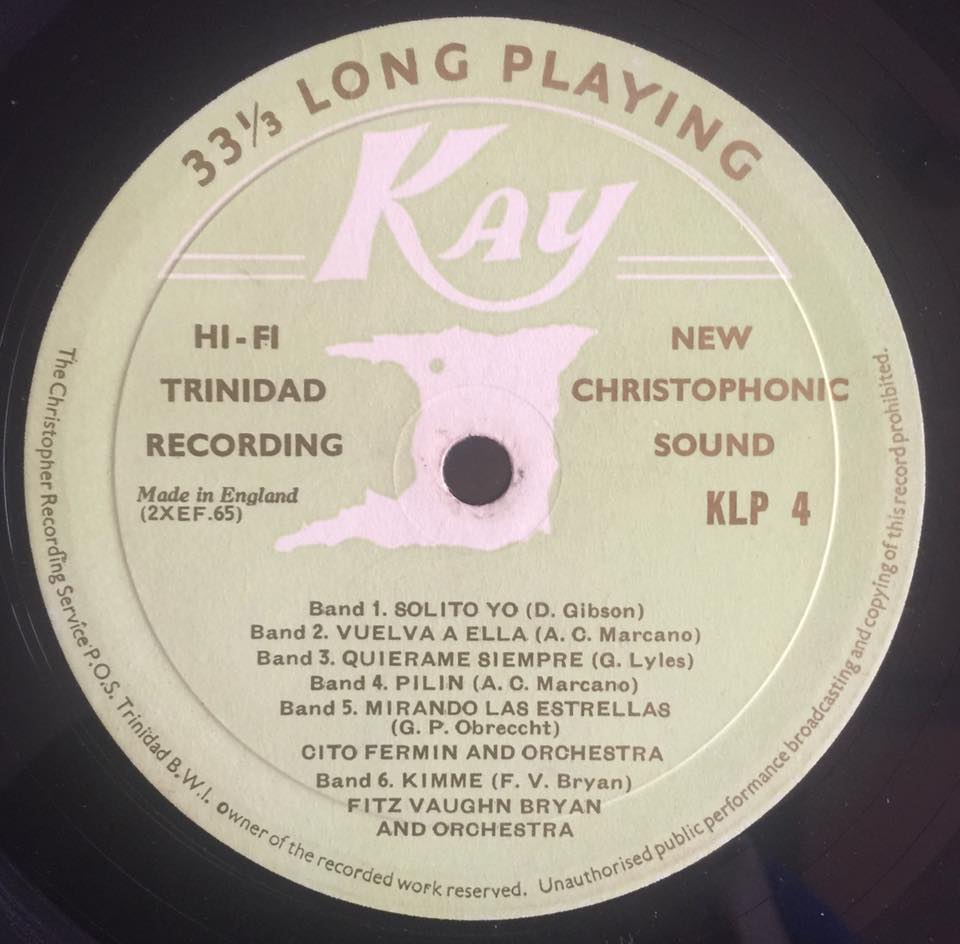 33⅓ LONG PLAYING
Kay
HI-FI
TRINIDAD
RECORDING
Made in England
(2XEF.65)
NEW
CHRISTOPHONIC
SOUND
KLP 4
Band 1. SOLITO YO (D. Gibson)
Band 2. VUELVA A ELLA (A. C. Marcano)
Band 3. QUIERAME SIEMPRE (G. Lyles)
Band 4. PILIN (A. C. Marcano)
Band 5. MIRANDO LAS ESTRELLAS
(G. P. Obreccht)
CITO FERMIN AND ORCHESTRA
Band 6. KIMME (F. V. Bryan)
FITZ VAUGHN BRYAN
AND ORCHESTRA
The Christopher Recording Service P.O.S. Trinidad B.W.I. owner of the recorded work reserved. Unauthorised public performance broadcasting and copying of this record prohibited.